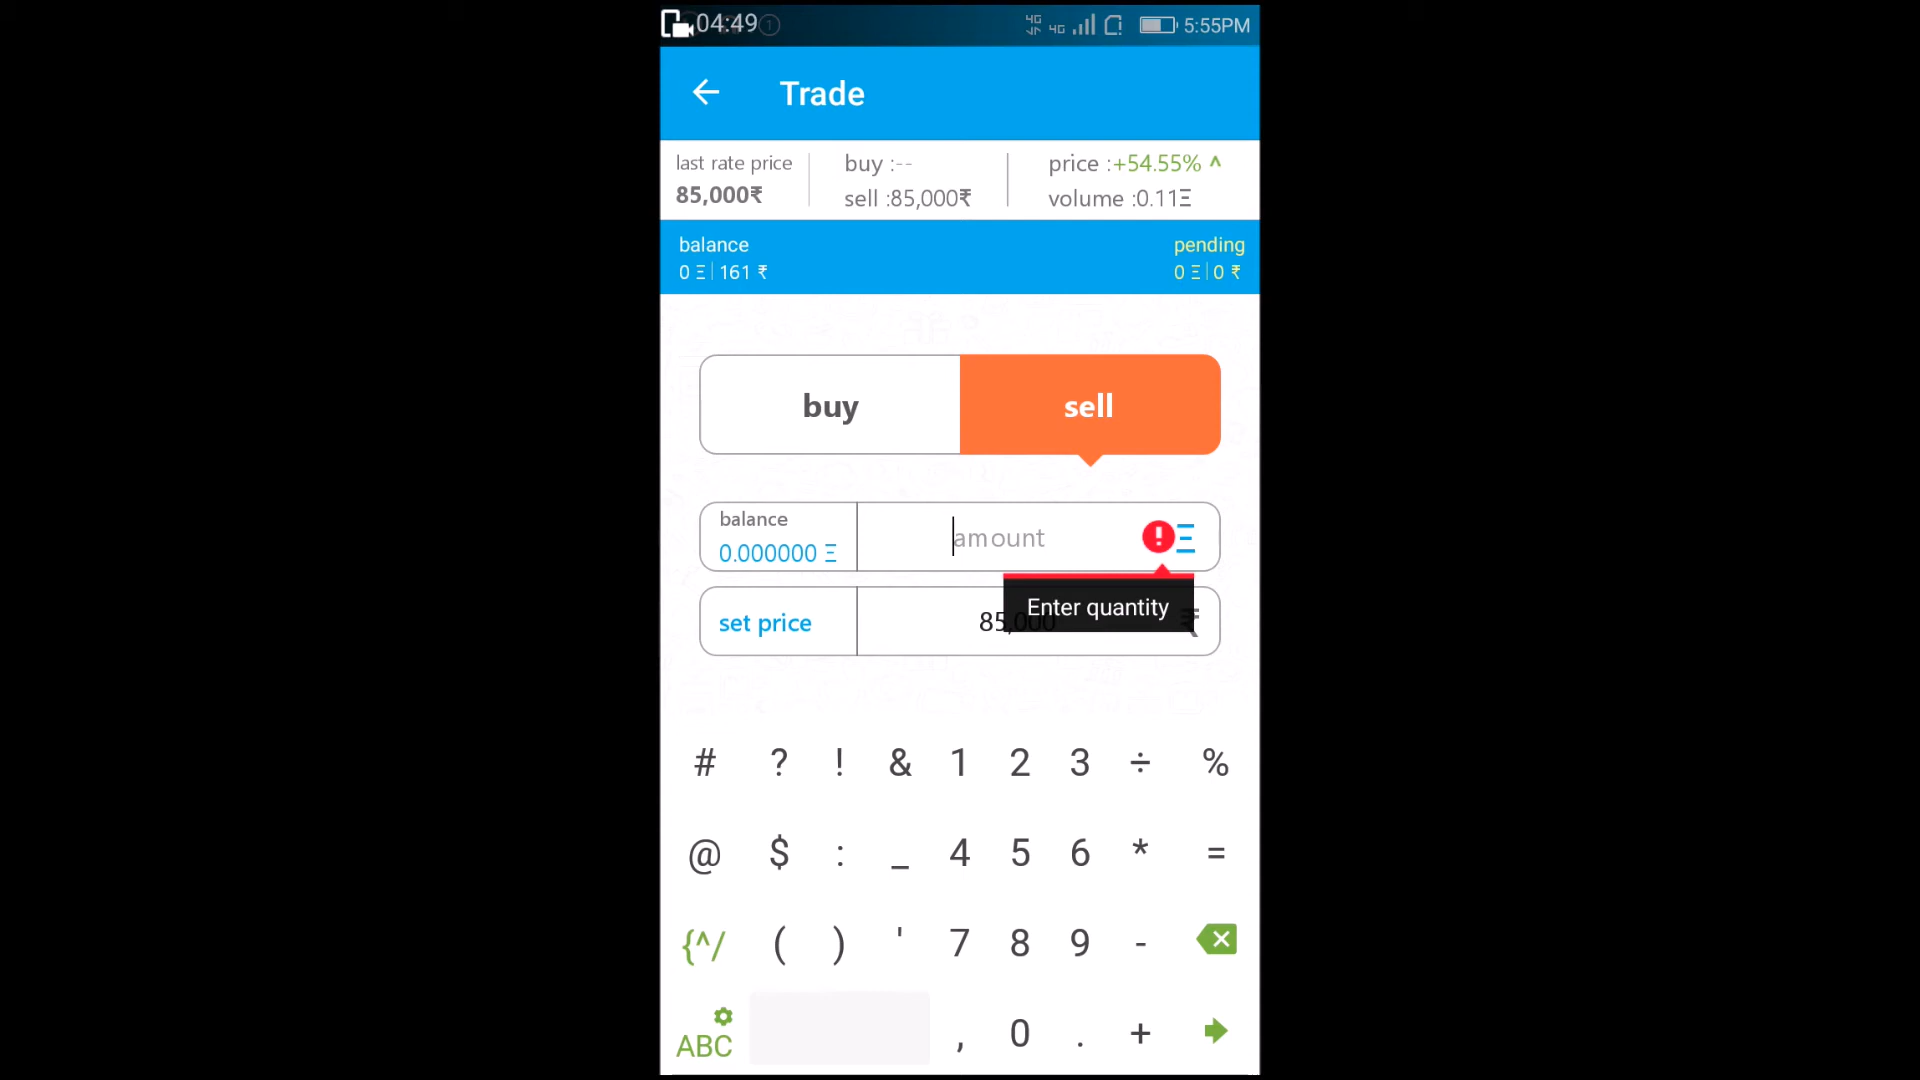 04:49 5:55PM
Trade
last rate price
85,000₹
buy :--
sell :85,000₹
price :+54.55% ^
volume :0.11Ξ
balance
0 Ξ|161 ₹
pending
0 Ξ|0 ₹
buy sell
balance
0.000000 Ξ
amount Ξ
Enter quantity
set price 85,000 ₹
# ? ! & 1 2 3 ÷ %
@ $ : _ 4 5 6 * =
{^/ ( ) ' 7 8 9 -
ABC , 0 . +